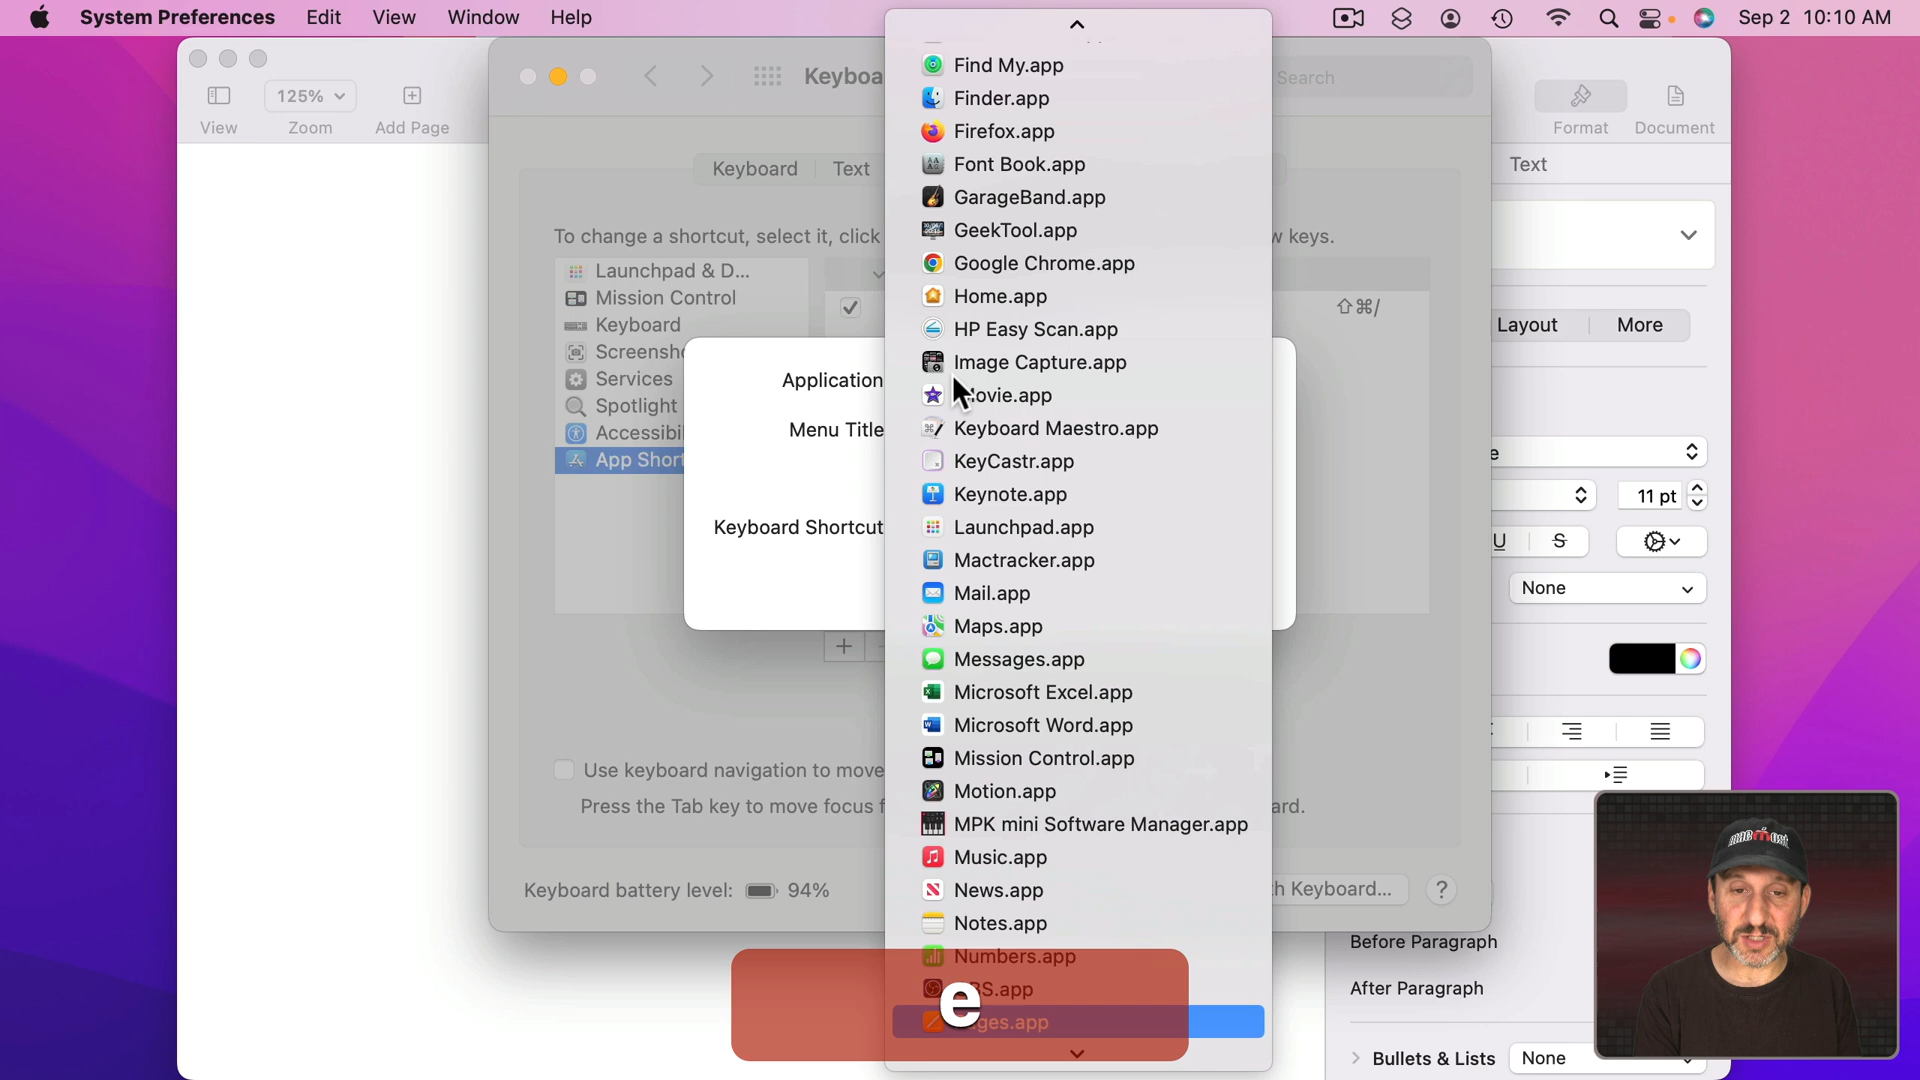 System Preferences Edit View Window Help
Sep 2 10:10 AM
125%
View Zoom Add Page
Keyboa
Search
Format Document
Keyboard Text
Text
To change a shortcut, select it, click
w keys.
Launchpad & D...
Mission Control
Keyboard
Screensh
Services
Spotlight
Accessibil
App Short
⇧⌘/
Application
Menu Title
Keyboard Shortcut
+
Use keyboard navigation to move
Press the Tab key to move focus f
ard.
Keyboard battery level: 94%
h Keyboard...
?
Find My.app
Finder.app
Firefox.app
Font Book.app
GarageBand.app
GeekTool.app
Google Chrome.app
Home.app
HP Easy Scan.app
Image Capture.app
ovie.app
Keyboard Maestro.app
KeyCastr.app
Keynote.app
Launchpad.app
Mactracker.app
Mail.app
Maps.app
Messages.app
Microsoft Excel.app
Microsoft Word.app
Mission Control.app
Motion.app
MPK mini Software Manager.app
Music.app
News.app
Notes.app
Numbers.app
BS.app
ges.app
e
Layout More
e
11 pt
U S
None
Before Paragraph
After Paragraph
Bullets & Lists None
macmost